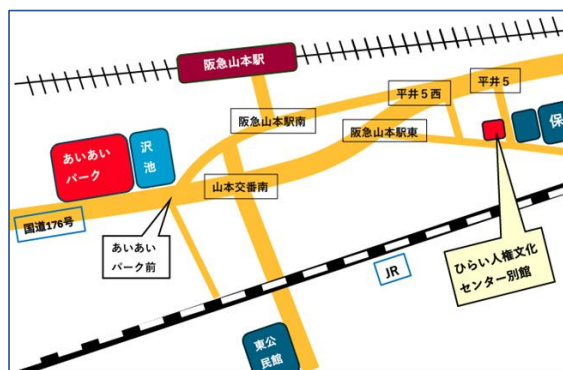 阪急山本駅
平井5
平井5西
保
阪急山本駅南
阪急山本駅東
あいあい
パーク
沢
池
山本交番南
国道176号
あいあい
パーク前
ひらい人権文化
センター別館
JR
東公
民館